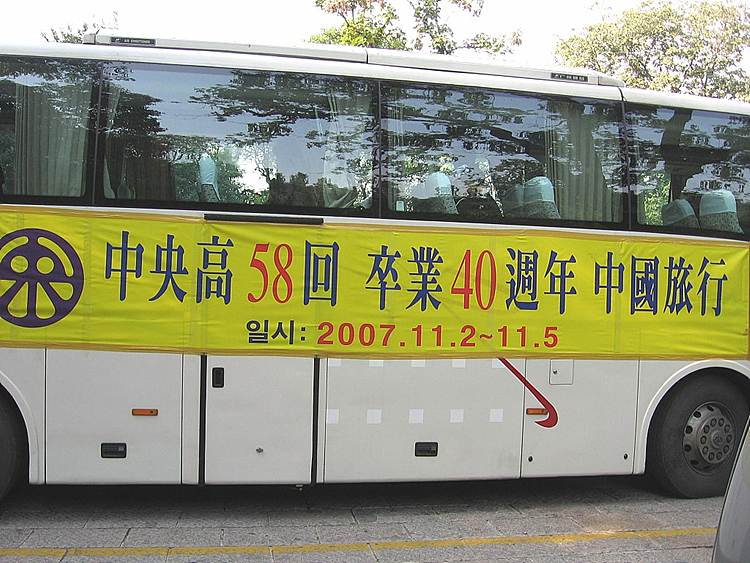 中央高 58回 卒業 40週年 中國旅行
일시: 2007.11.2~11.5